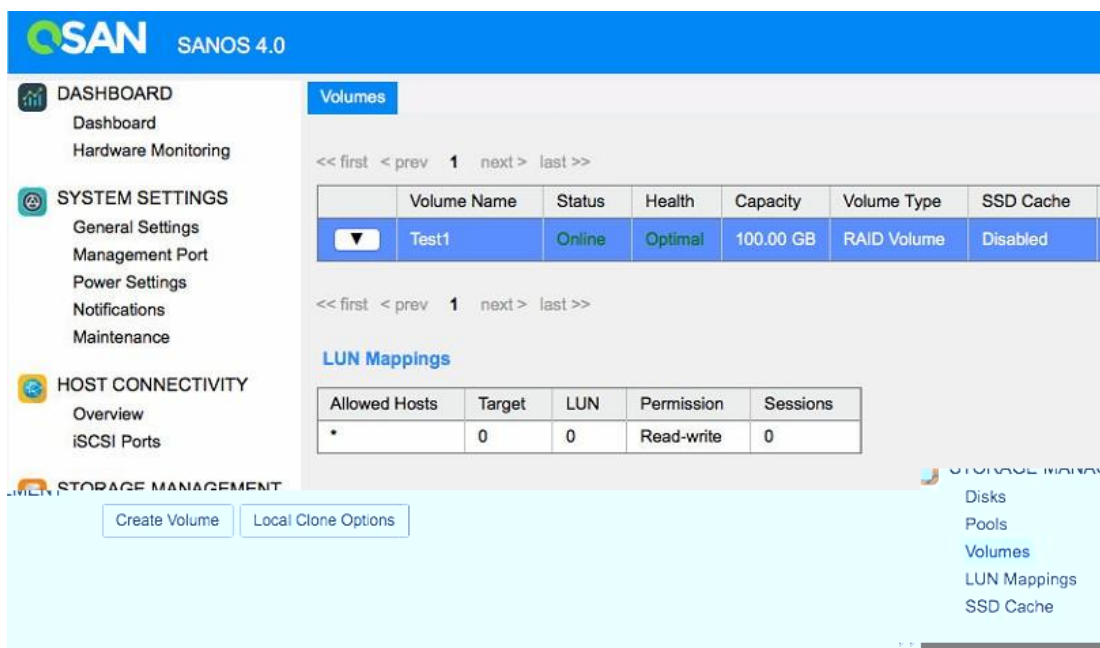 QSAN SANOS 4.0
DASHBOARD
Dashboard
Hardware Monitoring
SYSTEM SETTINGS
General Settings
Management Port
Power Settings
Notifications
Maintenance
HOST CONNECTIVITY
Overview
iSCSI Ports
STORAGE MANAGEMENT
Volumes
<< first < prev 1 next > last >>
Volume Name Status Health Capacity Volume Type SSD Cache
▼ Test1 Online Optimal 100.00 GB RAID Volume Disabled
<< first < prev 1 next > last >>
LUN Mappings
Allowed Hosts Target LUN Permission Sessions
* 0 0 Read-write 0
Create Volume Local Clone Options
Disks
Pools
Volumes
LUN Mappings
SSD Cache